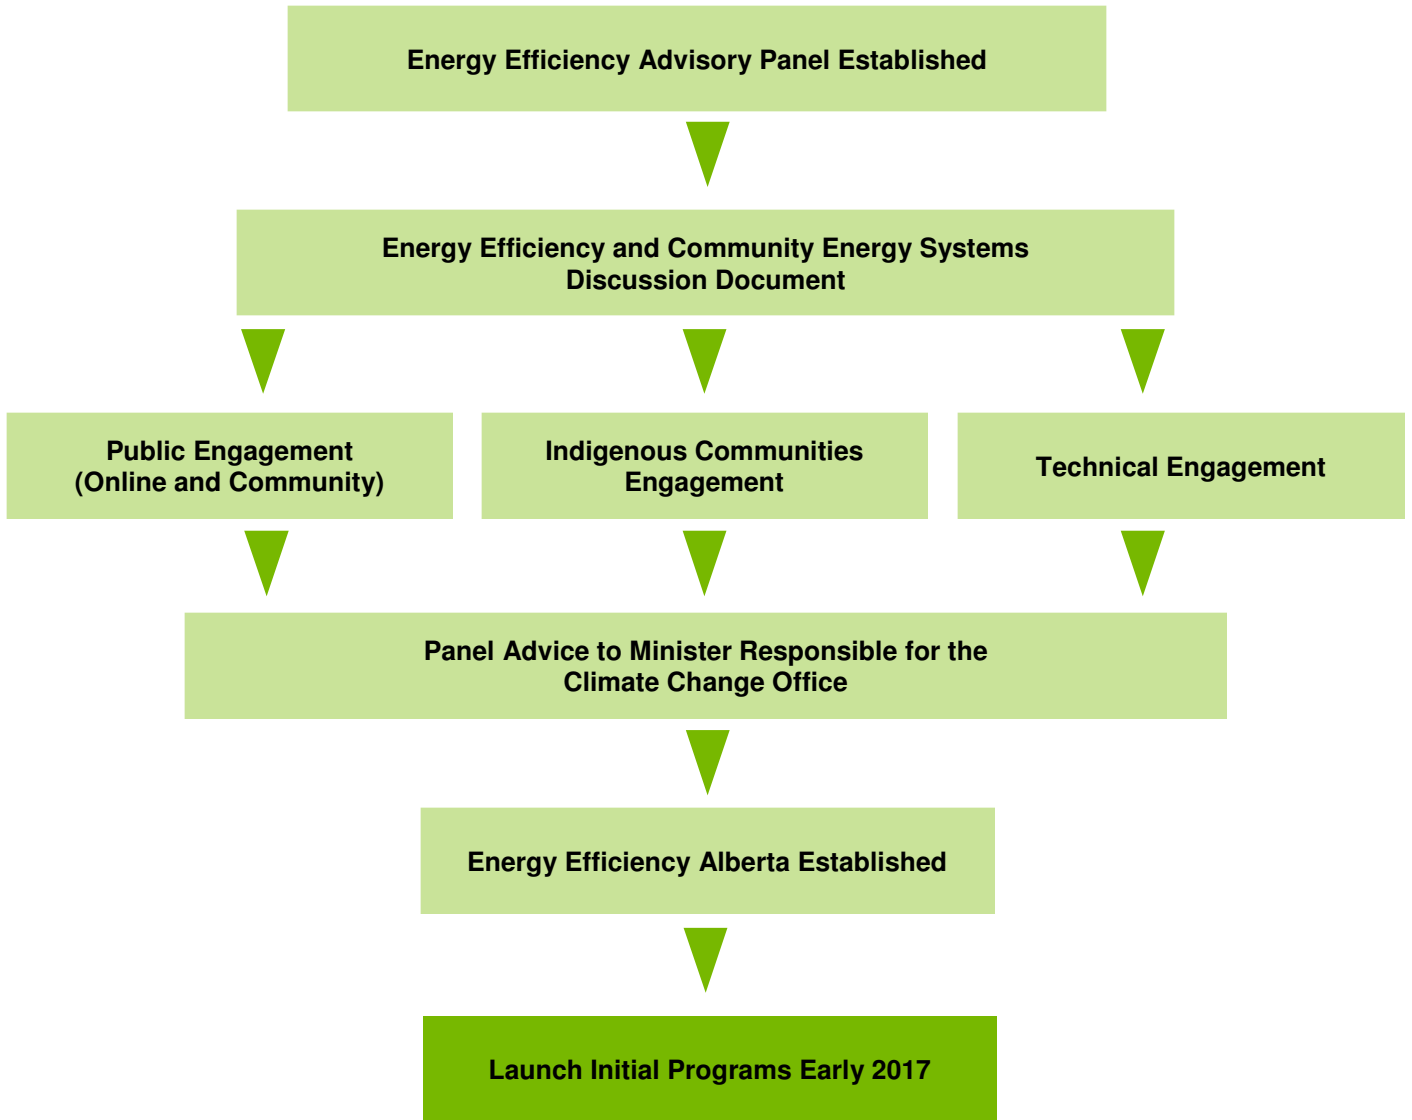 Energy Efficiency Advisory Panel Established
Energy Efficiency and Community Energy Systems
Discussion Document
Public Engagement
(Online and Community)
Indigenous Communities
Engagement
Technical Engagement
Panel Advice to Minister Responsible for the
Climate Change Office
Energy Efficiency Alberta Established
Launch Initial Programs Early 2017